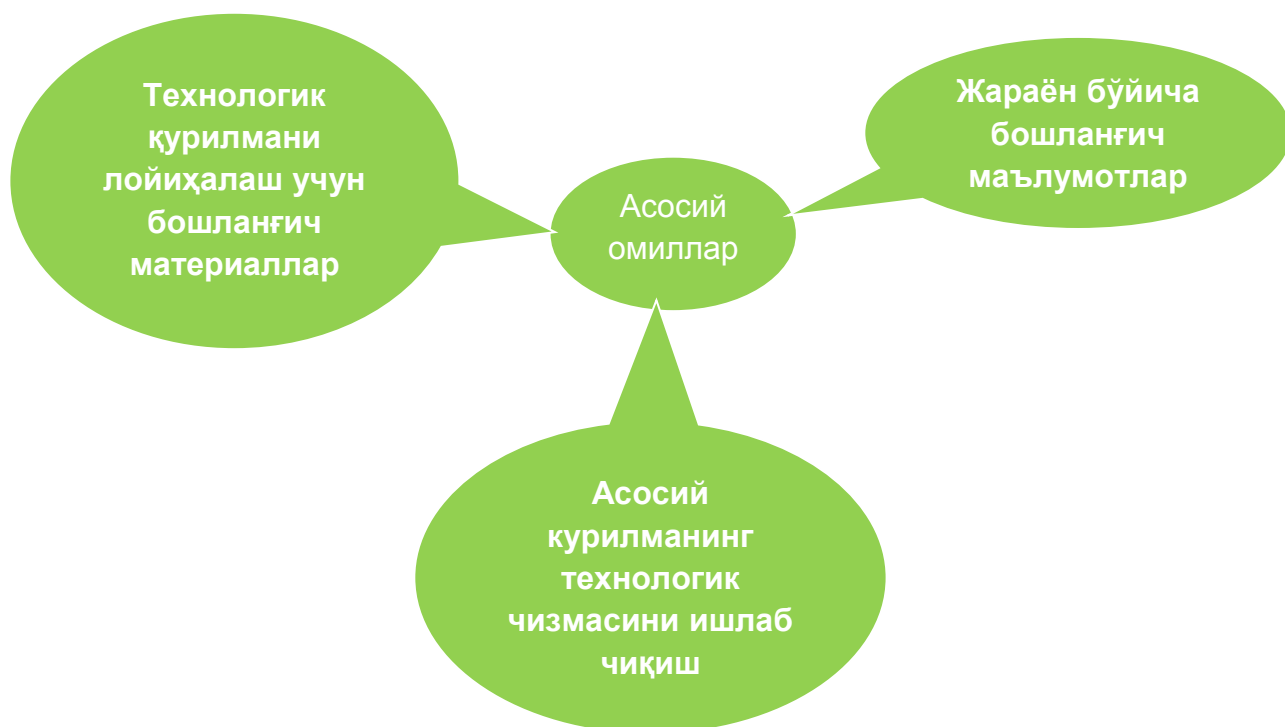 Технологик
қурилмани
лойиҳалаш учун
бошланғич
материаллар
Асосий
омиллар
Жараён бўйича
бошланғич
маълумотлар
Асосий
курилманинг
технологик
чизмасини ишлаб
чиқиш